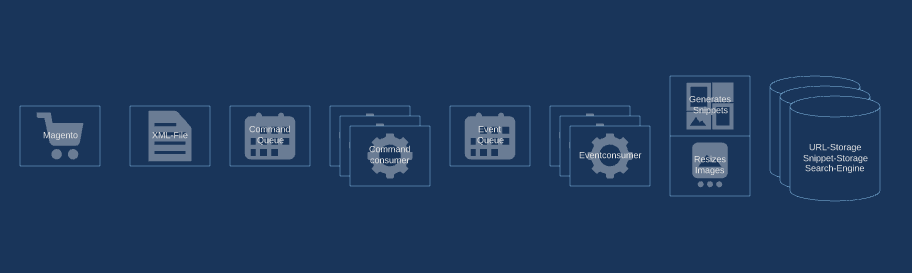 Magento
XML-File
Command
Queue
Command
consumer
Event
Queue
Eventconsumer
Generates
Snippets
Resizes
Images
URL-Storage
Snippet-Storage
Search-Engine